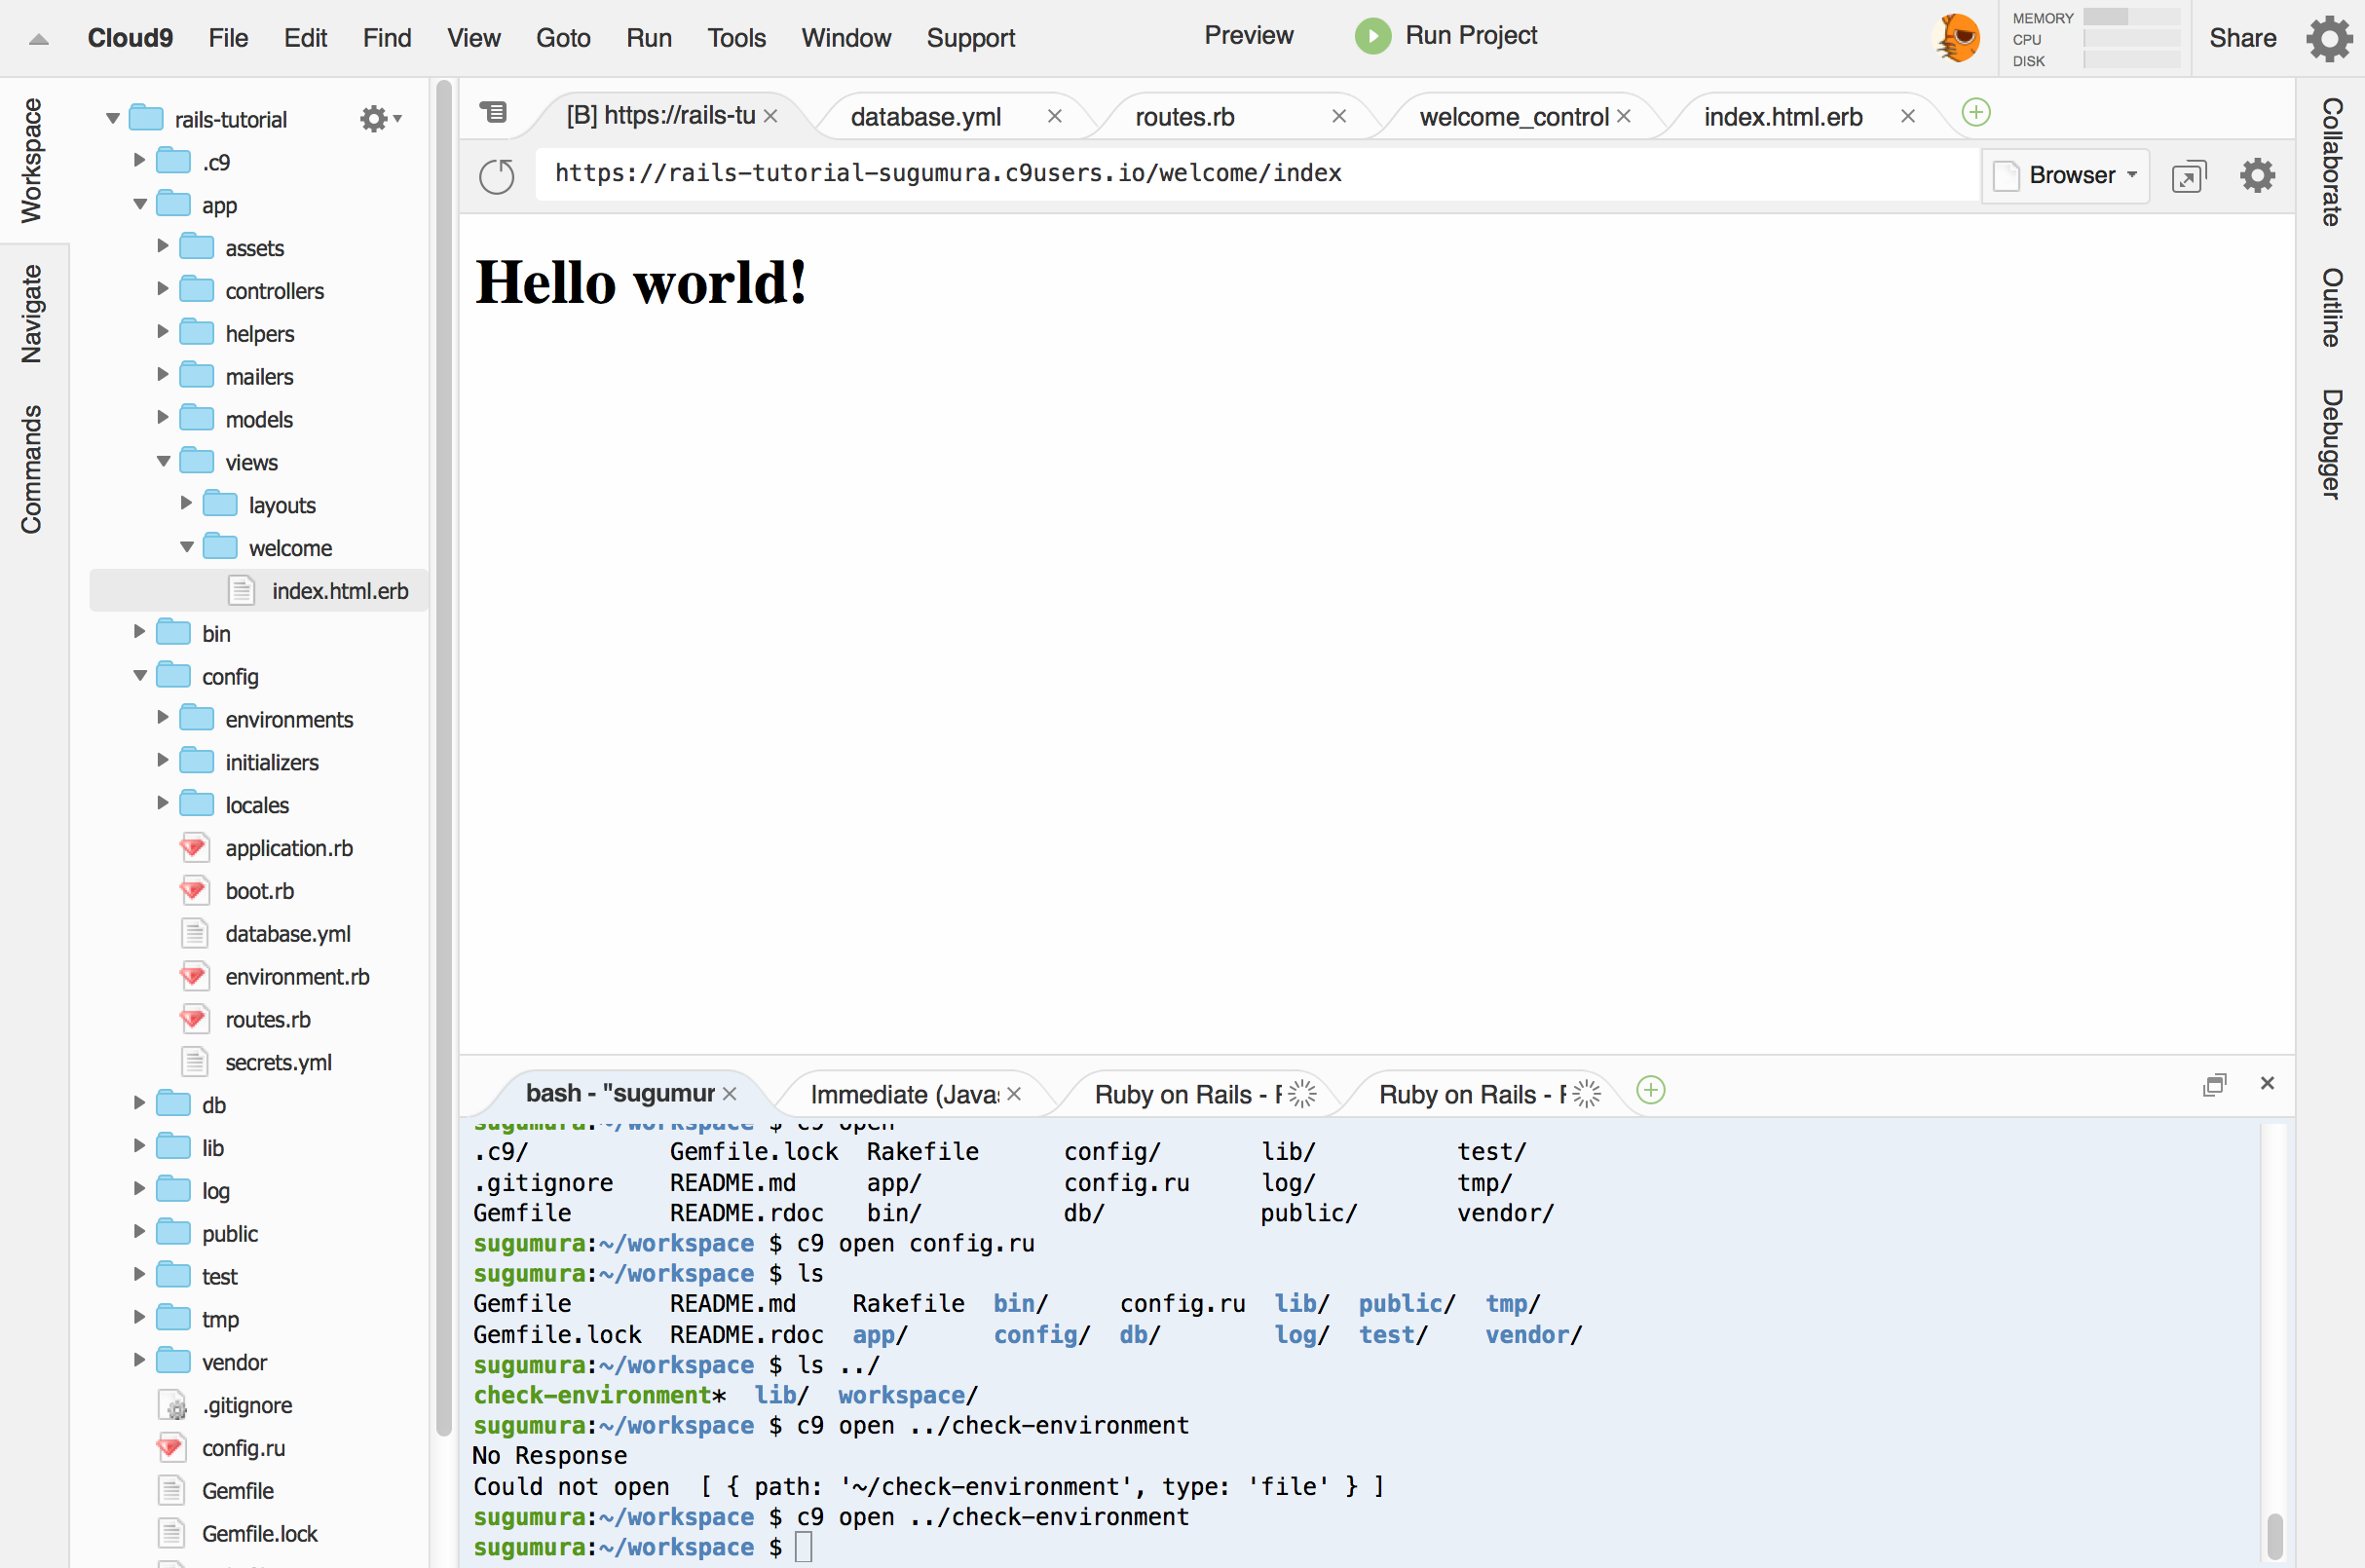 Cloud9 File Edit Find View Goto Run Tools Window Support Preview Run Project MEMORY CPU DISK Share
Workspace
Navigate
Commands
rails-tutorial
.c9
app
assets
controllers
helpers
mailers
models
views
layouts
welcome
index.html.erb
bin
config
environments
initializers
locales
application.rb
boot.rb
database.yml
environment.rb
routes.rb
secrets.yml
db
lib
log
public
test
tmp
vendor
.gitignore
config.ru
Gemfile
Gemfile.lock
[B] https://rails-tu database.yml routes.rb welcome_control index.html.erb
https://rails-tutorial-sugumura.c9users.io/welcome/index Browser
Hello world!
bash - "sugumur Immediate (Java Ruby on Rails - Ruby on Rails -
sugumura:~/workspace $ c9 open
.c9/ Gemfile.lock Rakefile config/ lib/ test/
.gitignore README.md app/ config.ru log/ tmp/
Gemfile README.rdoc bin/ db/ public/ vendor/
sugumura:~/workspace $ c9 open config.ru
sugumura:~/workspace $ ls
Gemfile README.md Rakefile bin/ config.ru lib/ public/ tmp/
Gemfile.lock README.rdoc app/ config/ db/ log/ test/ vendor/
sugumura:~/workspace $ ls ../
check-environment* lib/ workspace/
sugumura:~/workspace $ c9 open ../check-environment
No Response
Could not open [ { path: '~/check-environment', type: 'file' } ]
sugumura:~/workspace $ c9 open ../check-environment
sugumura:~/workspace $
Collaborate
Outline
Debugger